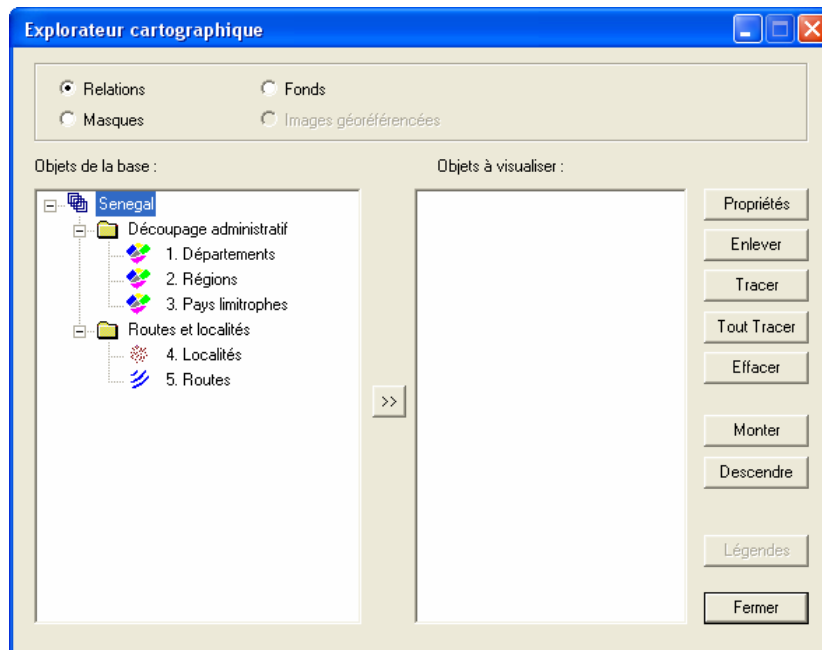 Explorateur cartographique
Relations
Fonds
Masques
Images géoréférencées
Objets de la base :
Objets à visualiser :
Senegal
Découpage administratif
1. Départements
2. Régions
3. Pays limitrophes
Routes et localités
4. Localités
5. Routes
>>
Propriétés
Enlever
Tracer
Tout Tracer
Effacer
Monter
Descendre
Légendes
Fermer